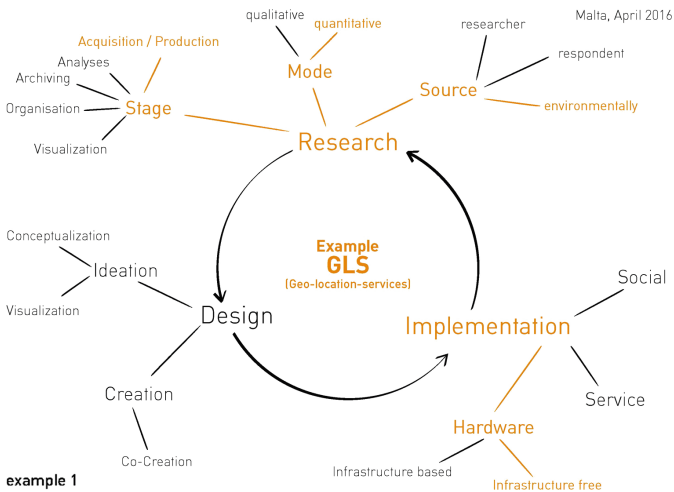 Malta, April 2016
qualitative
quantitative
Mode
researcher
respondent
Source
environmentally
Acquisition / Production
Analyses
Archiving
Organisation
Stage
Visualization
Research
Example
GLS
(Geo-location-services)
Conceptualization
Ideation
Visualization
Design
Creation
Co-Creation
Social
Implementation
Service
Hardware
Infrastructure based
Infrastructure free
example 1